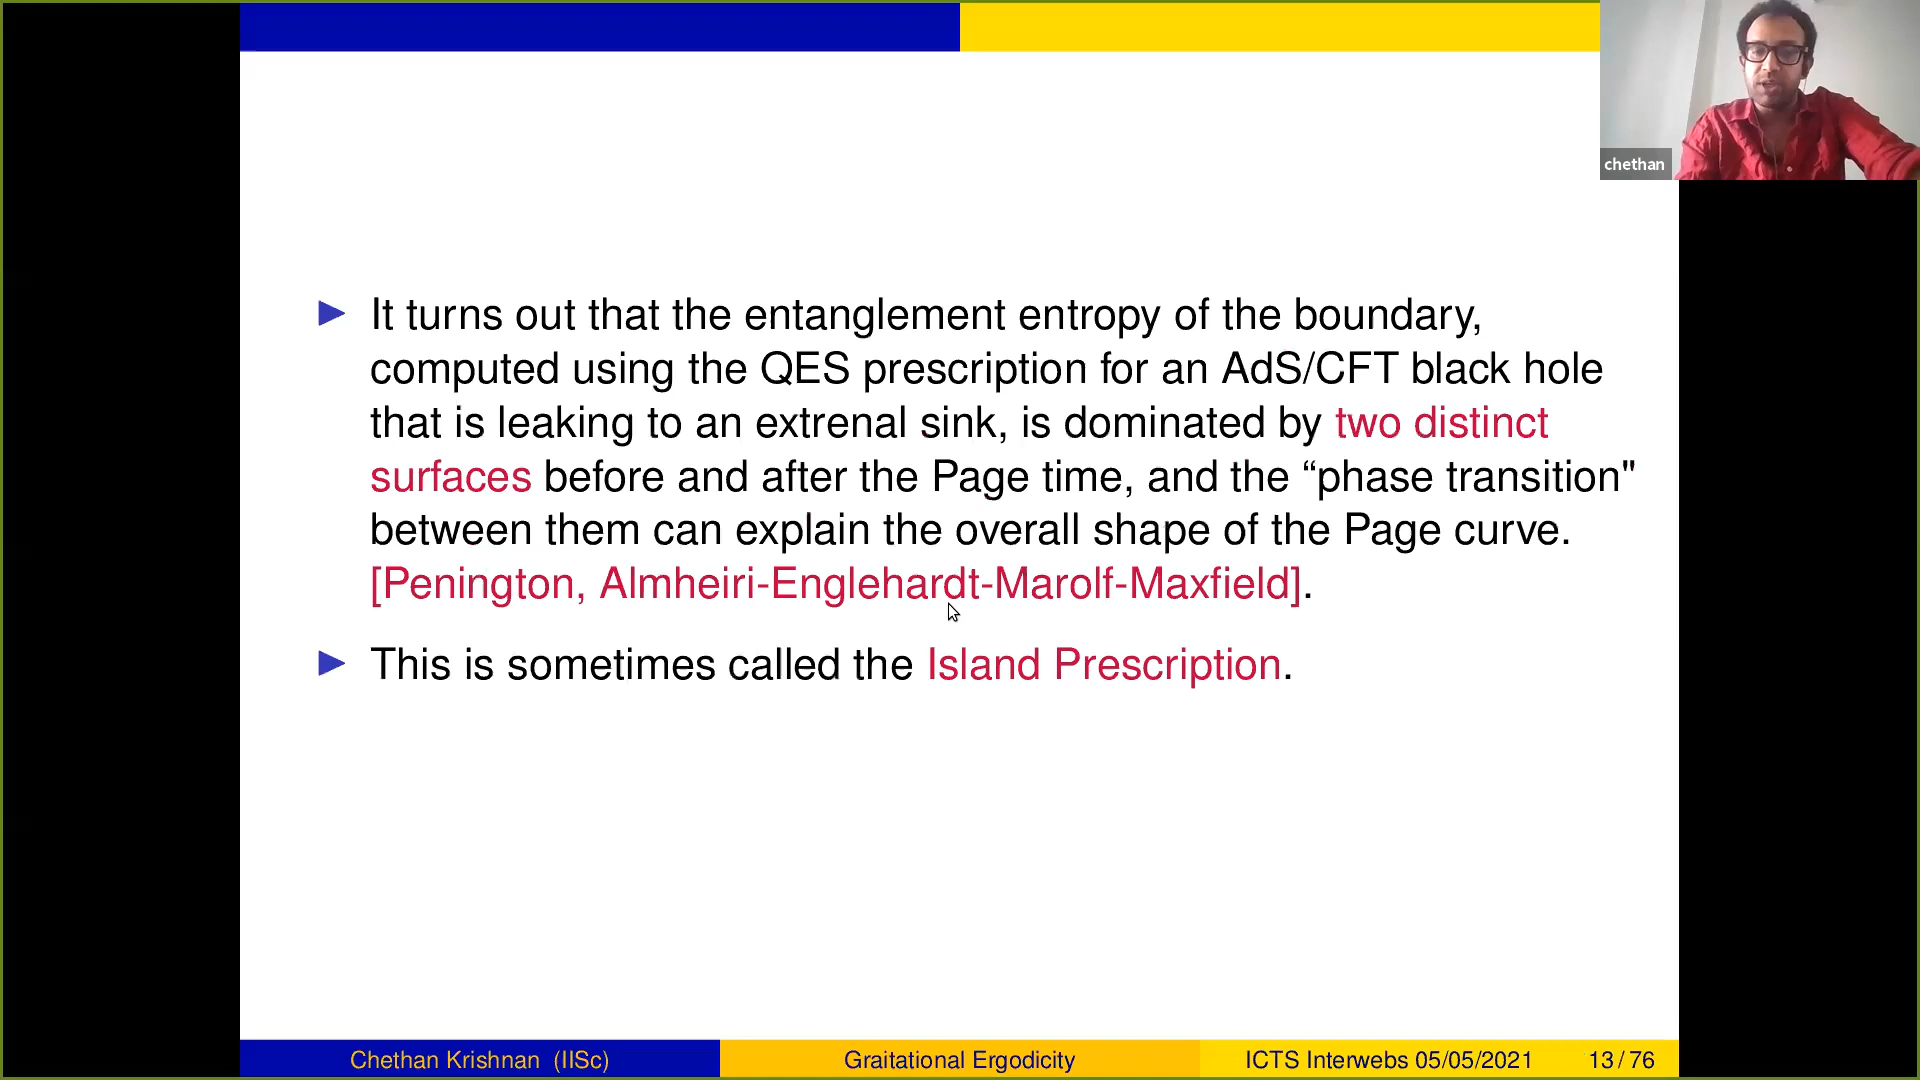 chethan
It turns out that the entanglement entropy of the boundary,
computed using the QES prescription for an AdS/CFT black hole
that is leaking to an extrenal sink, is dominated by two distinct
surfaces before and after the Page time, and the “phase transition"
between them can explain the overall shape of the Page curve.
[Penington, Almheiri-Englehardt-Marolf-Maxfield].
This is sometimes called the Island Prescription.
Chethan Krishnan (IISc)
Graitational Ergodicity
ICTS Interwebs 05/05/2021
13 / 76